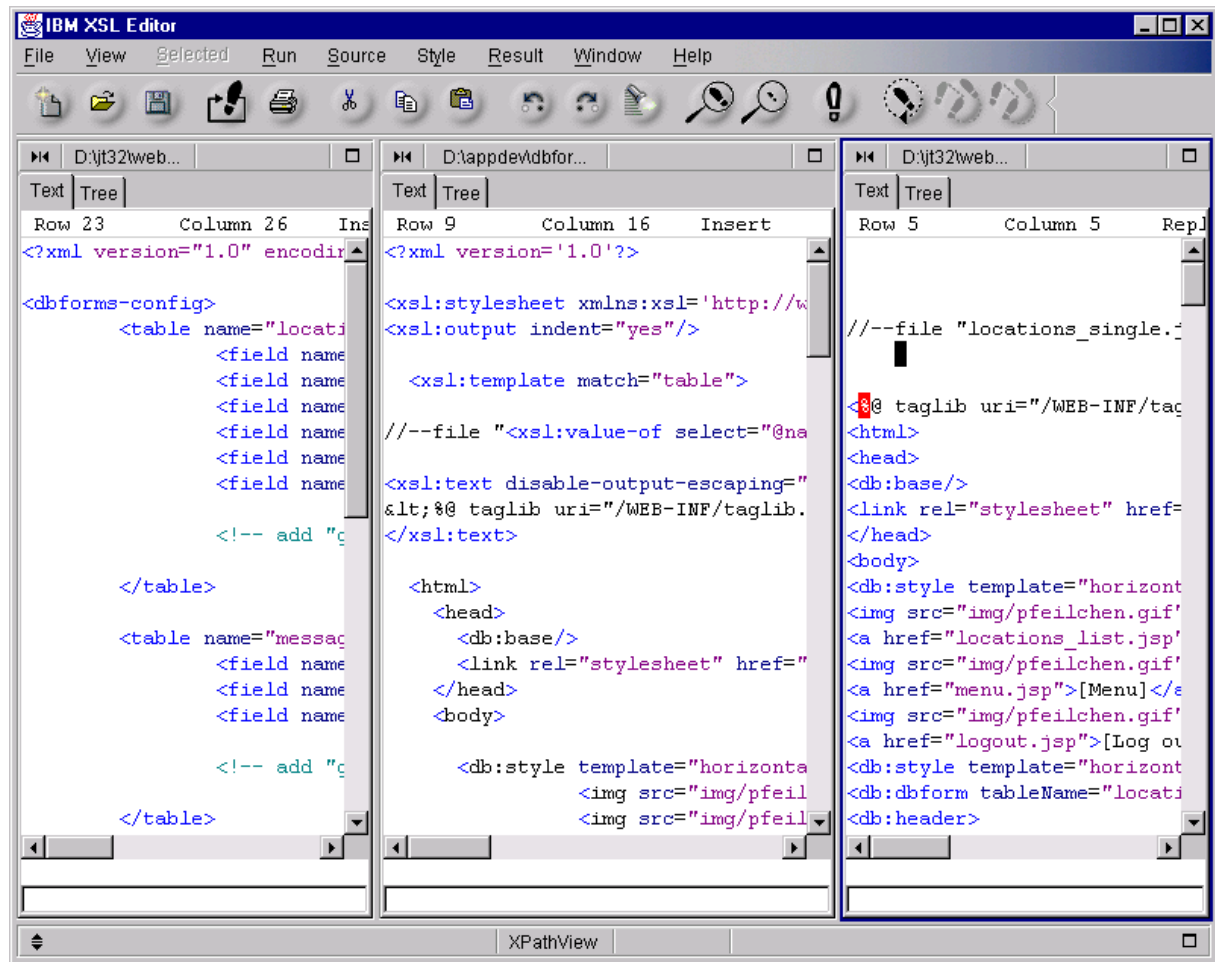 IBM XSL Editor
File View Selected Run Source Style Result Window Help
D:\jt32\web...
Text Tree
Row 23 Column 26 Ins
<?xml version="1.0" encodin
<dbforms-config>
<table name="locati
<field name
<field name
<field name
<field name
<field name
<field name
<!-- add "g
</table>
<table name="messag
<field name
<field name
<field name
<!-- add "g
</table>
D:\appdev\dbfor...
Text Tree
Row 9 Column 16 Insert
<?xml version='1.0'?>
<xsl:stylesheet xmlns:xsl='http://w
<xsl:output indent="yes"/>
<xsl:template match="table">
//--file "<xsl:value-of select="@na
<xsl:text disable-output-escaping="
&lt;%@ taglib uri="/WEB-INF/taglib.
</xsl:text>
<html>
<head>
<db:base/>
<link rel="stylesheet" href="
</head>
<body>
<db:style template="horizonta
<img src="img/pfeil
<img src="img/pfeil
D:\jt32\web...
Text Tree
Row 5 Column 5 Repl
//--file "locations_single.j
<%@ taglib uri="/WEB-INF/tag
<html>
<head>
<db:base/>
<link rel="stylesheet" href=
</head>
<body>
<db:style template="horizont
<img src="img/pfeilchen.gif"
<a href="locations_list.jsp"
<img src="img/pfeilchen.gif"
<a href="menu.jsp">[Menu]</a
<img src="img/pfeilchen.gif"
<a href="logout.jsp">[Log ou
<db:style template="horizont
<db:dbform tableName="locati
<db:header>
XPathView